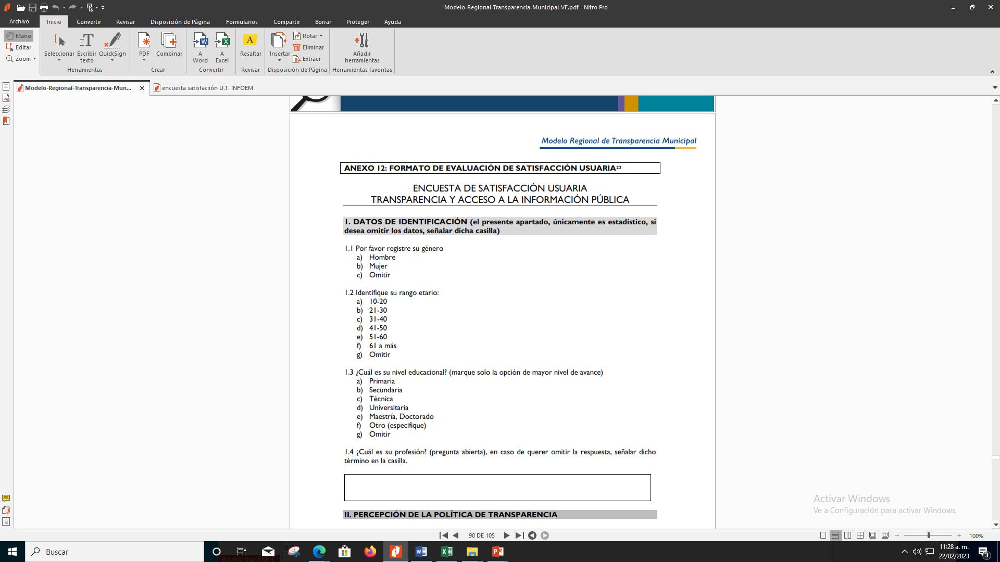 Modelo-Regional-Transparencia-Municipal-VF.pdf - Nitro Pro
Archivo Inicio Convertir Revisar Disposición de Página Formularios Compartir Borrar Proteger Ayuda
Mano
Editar
Zoom
Seleccionar
Escribir texto
QuickSign
Herramientas
PDF
Combinar
Crear
A Word
A Excel
Convertir
A
Resaltar
Revisar
Insertar
Rotar
Eliminar
Extraer
Disposición de Página
Añadir herramientas
Herramientas favoritas
Modelo-Regional-Transparencia-Mun...
encuesta satisfaciión U.T. INFOEM
Modelo Regional de Transparencia Municipal
ANEXO 12: FORMATO DE EVALUACIÓN DE SATISFACCIÓN USUARIA22
ENCUESTA DE SATISFACCIÓN USUARIA
TRANSPARENCIA Y ACCESO A LA INFORMACIÓN PÚBLICA
1. DATOS DE IDENTIFICACIÓN (el presente apartado, únicamente es estadístico, si
desea omitir los datos, señalar dicha casilla)
1.1 Por favor registre su género
a) Hombre
b) Mujer
c) Omitir
1.2 Identifique su rango etario:
a) 10-20
b) 21-30
c) 31-40
d) 41-50
e) 51-60
f) 61 a más
g) Omitir
1.3 ¿Cuál es su nivel educacional? (marque solo la opción de mayor nivel de avance)
a) Primaria
b) Secundaria
c) Técnica
d) Universitaria
e) Maestría, Doctorado
f) Otro (especifique)
g) Omitir
1.4 ¿Cuál es su profesión? (pregunta abierta), en caso de querer omitir la respuesta, señalar dicho
término en la casilla.
II. PERCEPCIÓN DE LA POLÍTICA DE TRANSPARENCIA
Activar Windows
Ve a Configuración para activar Windows.
90 DE 105
100%
Buscar
DIAPOSITIVA 4 DE 4
11:28 a. m.
22/02/2023
3